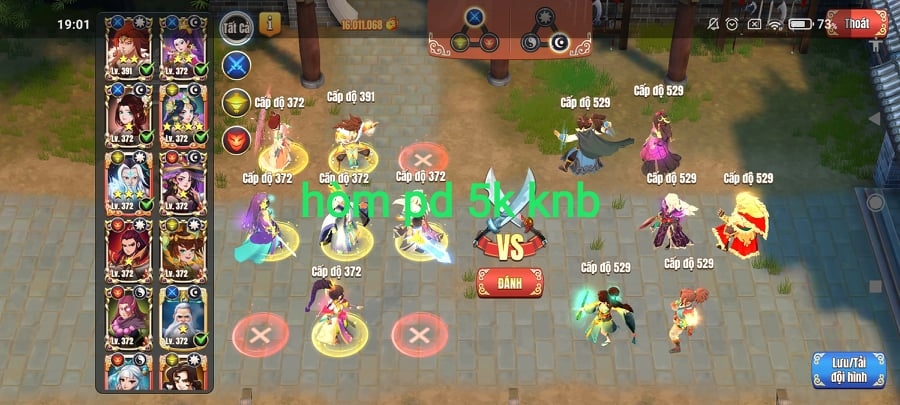 19:01
16.011.068
73
Thoát
Tất Cả
i
Lv. 391
Lv. 372
Cấp độ 372
Cấp độ 391
Cấp độ 529
Cấp độ 529
Lv. 372
Lv. 372
Cấp độ 372
Cấp độ 372
Cấp độ 372
Cấp độ 529
Cấp độ 529
hòm pd 5k knb
Lv. 372
Lv. 372
VS
Cấp độ 372
Cấp độ 529
Cấp độ 529
Lv. 372
Lv. 372
ĐÁNH
Lv. 372
Lv. 372
Lưu/Tải
đội hình